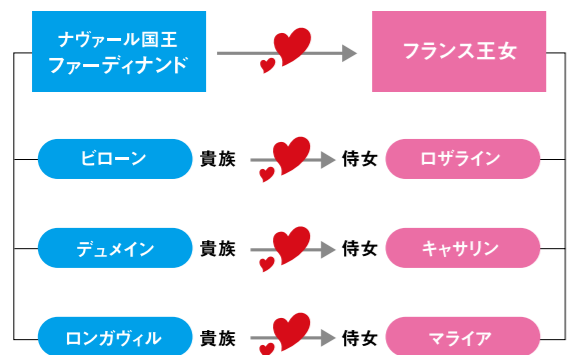 ナヴァール国王
ファーディナンド
フランス王女
ビローン 貴族 侍女 ロザライン
デュメイン 貴族 侍女 キャサリン
ロンガヴィル 貴族 侍女 マライア